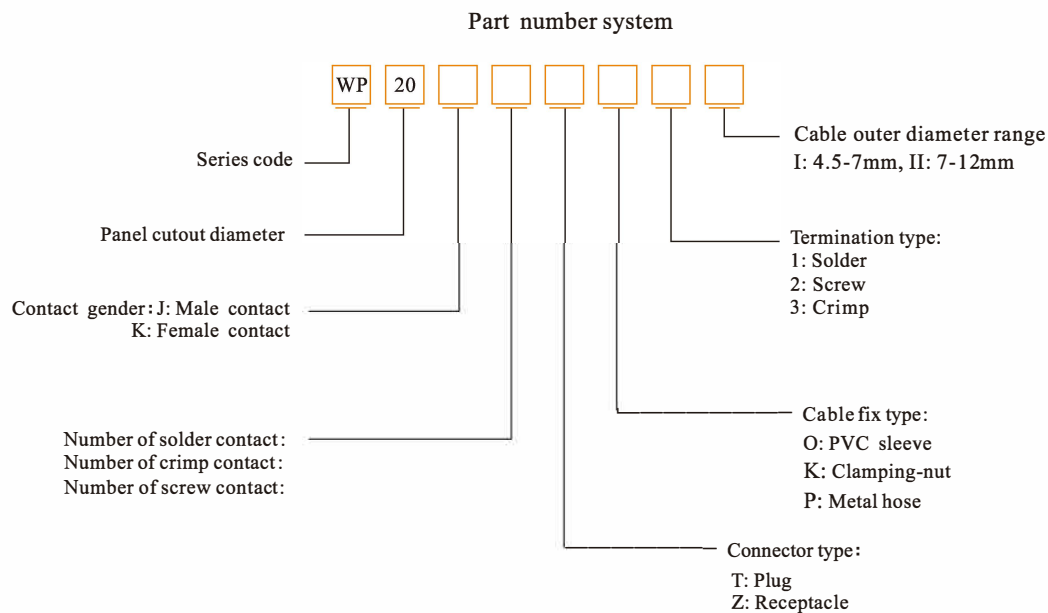 Part number system
WP 20
Series code
Panel cutout diameter
Contact gender: J: Male contact
K: Female contact
Number of solder contact:
Number of crimp contact:
Number of screw contact:
Cable outer diameter range
I: 4.5-7mm, II: 7-12mm
Termination type:
1: Solder
2: Screw
3: Crimp
Cable fix type:
O: PVC sleeve
K: Clamping-nut
P: Metal hose
Connector type:
T: Plug
Z: Receptacle